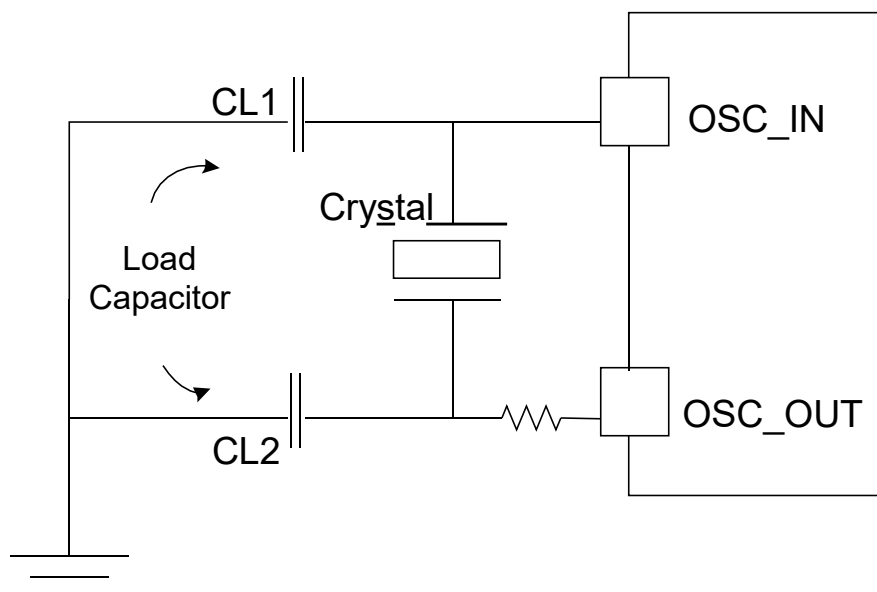 CL1
OSC_IN
Crystal
Load
Capacitor
OSC_OUT
CL2